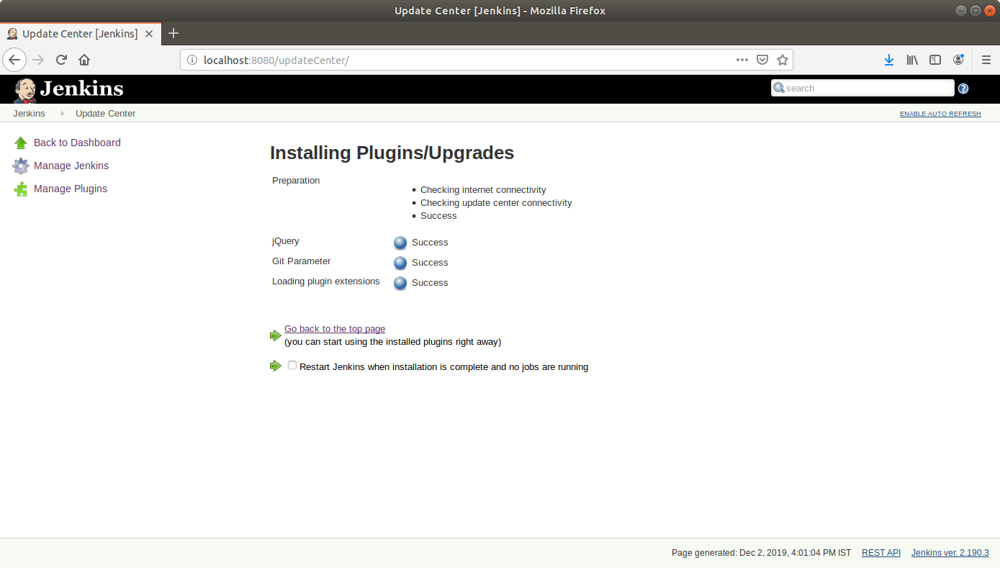 Update Center [Jenkins] - Mozilla Firefox
Update Center [Jenkins]
localhost:8080/updateCenter/
Jenkins
search
Jenkins
Update Center
ENABLE AUTO REFRESH
Back to Dashboard
Manage Jenkins
Manage Plugins
Installing Plugins/Upgrades
Preparation
Checking internet connectivity
Checking update center connectivity
Success
jQuery Success
Git Parameter Success
Loading plugin extensions Success
Go back to the top page
(you can start using the installed plugins right away)
Restart Jenkins when installation is complete and no jobs are running
Page generated: Dec 2, 2019, 4:01:04 PM IST REST API Jenkins ver. 2.190.3